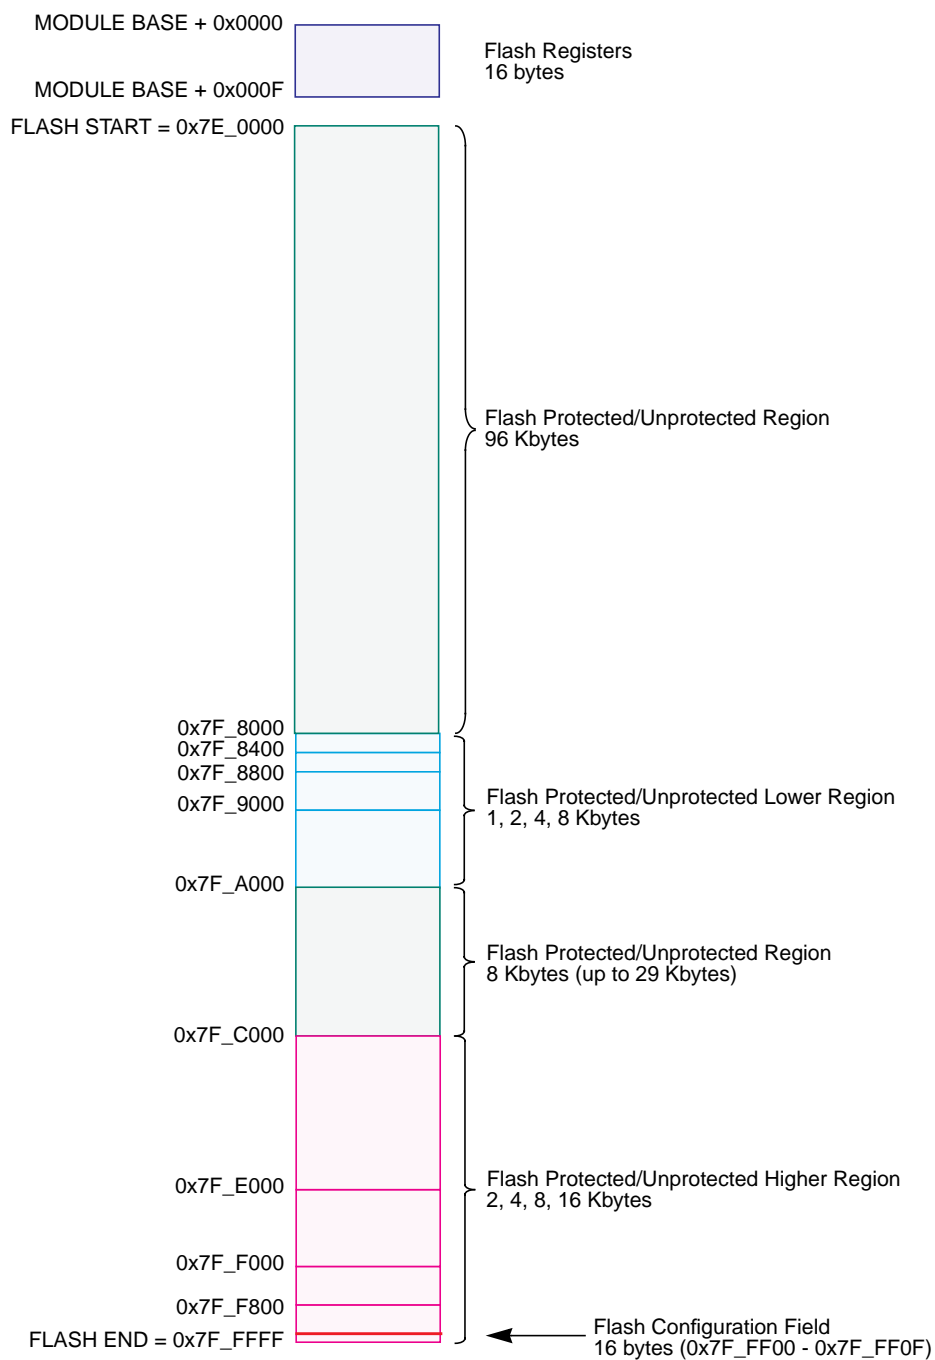 MODULE BASE + 0x0000
Flash Registers
16 bytes
MODULE BASE + 0x000F
FLASH START = 0x7E_0000
Flash Protected/Unprotected Region
96 Kbytes
0x7F_8000
0x7F_8400
0x7F_8800
0x7F_9000
Flash Protected/Unprotected Lower Region
1, 2, 4, 8 Kbytes
0x7F_A000
Flash Protected/Unprotected Region
8 Kbytes (up to 29 Kbytes)
0x7F_C000
Flash Protected/Unprotected Higher Region
2, 4, 8, 16 Kbytes
0x7F_E000
0x7F_F000
0x7F_F800
FLASH END = 0x7F_FFFF
Flash Configuration Field
16 bytes (0x7F_FF00 - 0x7F_FF0F)